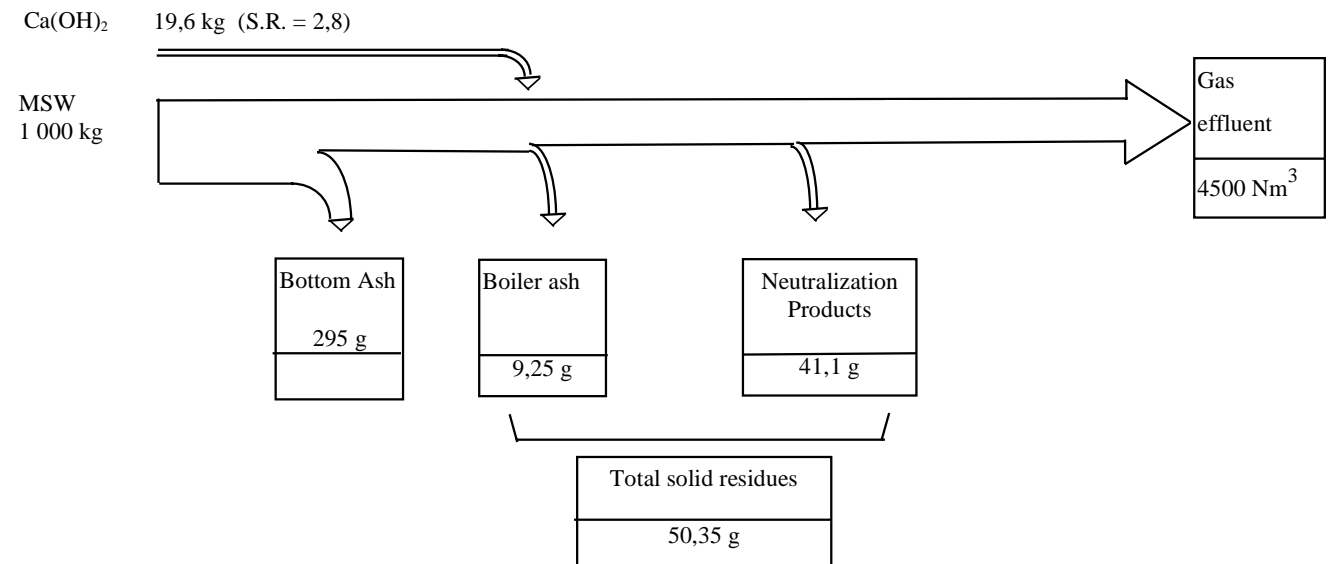 Ca(OH)₂ 19,6 kg (S.R. = 2,8)
MSW
1 000 kg
Gas
effluent
4500 Nm³
Bottom Ash
295 g
Boiler ash
9,25 g
Neutralization
Products
41,1 g
Total solid residues
50,35 g